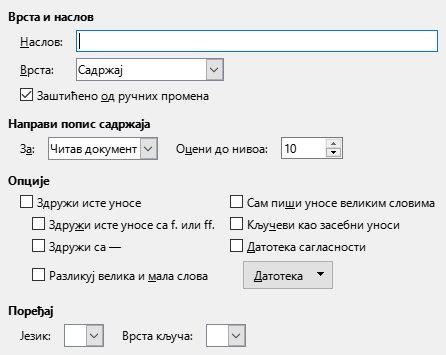 Врста и наслов
Наслов:
Врста: Садржај
Заштићено од ручних промена
Направи попис садржаја
За: Читав документ Оцени до нивоа: 10
Опције
Здружи исте уносе Сам пиши уносе великим словима
Здружи исте уносе са f. или ff. Кључеви као засебни уноси
Здружи са — Датотека сагласности
Разликуј велика и мала слова Датотека
Поређај
Језик: Врста кључа: